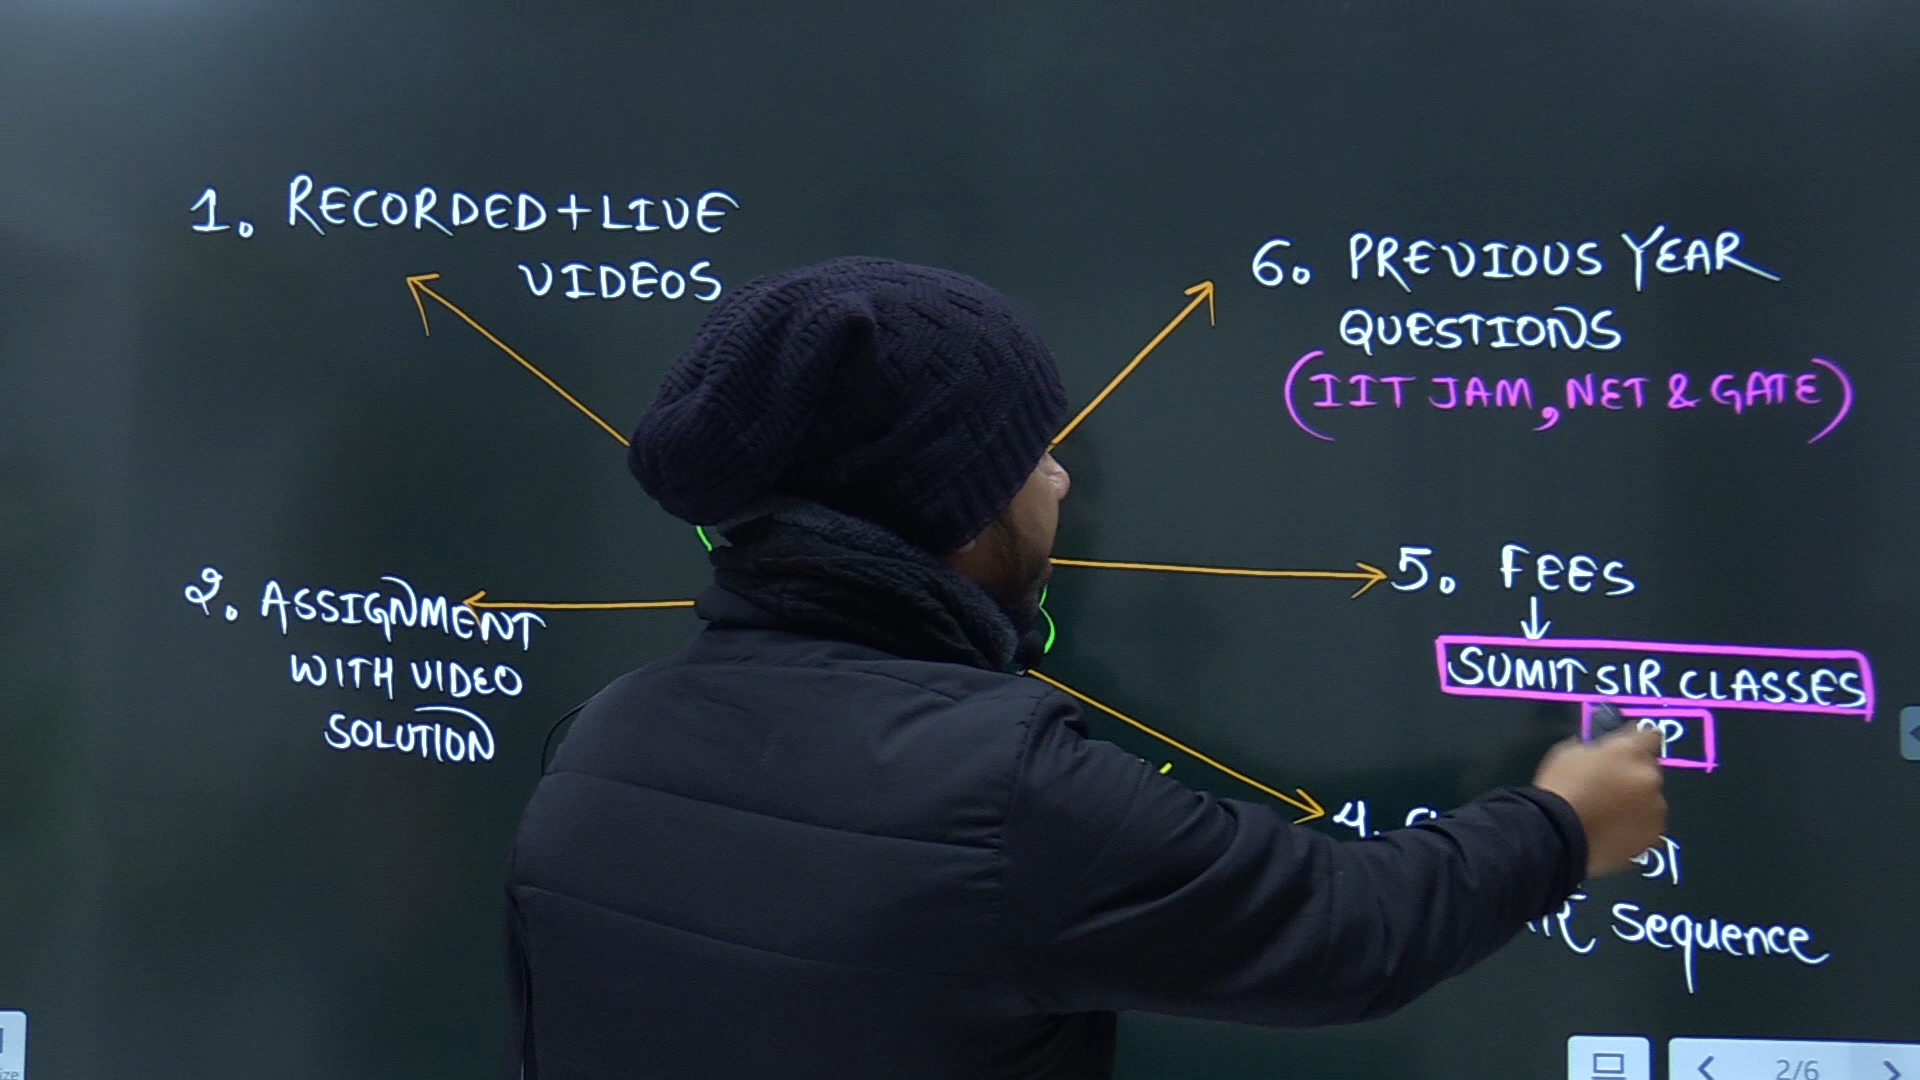 1. RECORDED+LIVE
VIDEOS
2. ASSIGNMENT
WITH VIDEO
SOLUTION
6. PREVIOUS YEAR
QUESTIONS
(IIT JAM, NET & GATE)
5. FEES
SUMIT SIR CLASSES
4.
Sequence
2/6